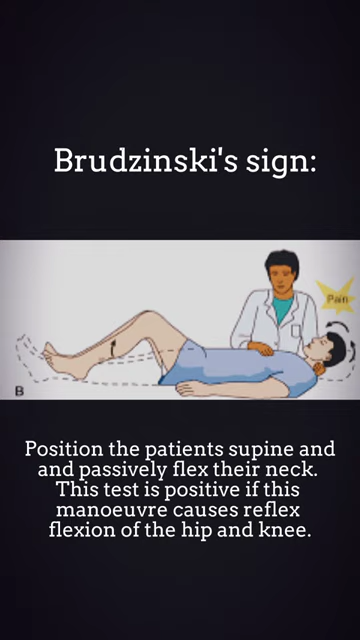 Brudzinski's sign:
Pain
B
Position the patients supine and
and passively flex their neck.
This test is positive if this
manoeuvre causes reflex
flexion of the hip and knee.